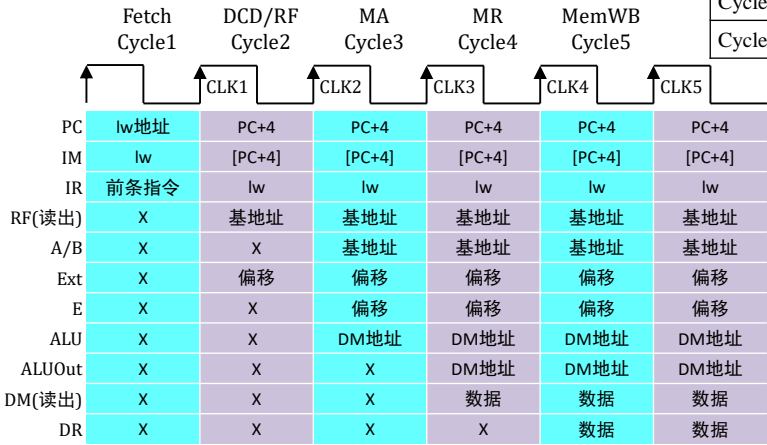 Fetch DCD/RF MA MR MemWB Cycle
Cycle1 Cycle2 Cycle3 Cycle4 Cycle5 Cycle
CLK1 CLK2 CLK3 CLK4 CLK5
PC lw地址 PC+4 PC+4 PC+4 PC+4 PC+4
IM lw [PC+4] [PC+4] [PC+4] [PC+4] [PC+4]
IR 前条指令 lw lw lw lw lw
RF(读出) X 基地址 基地址 基地址 基地址 基地址
A/B X X 基地址 基地址 基地址 基地址
Ext X 偏移 偏移 偏移 偏移 偏移
E X X 偏移 偏移 偏移 偏移
ALU X X DM地址 DM地址 DM地址 DM地址
ALUOut X X X DM地址 DM地址 DM地址
DM(读出) X X X 数据 数据 数据
DR X X X X 数据 数据